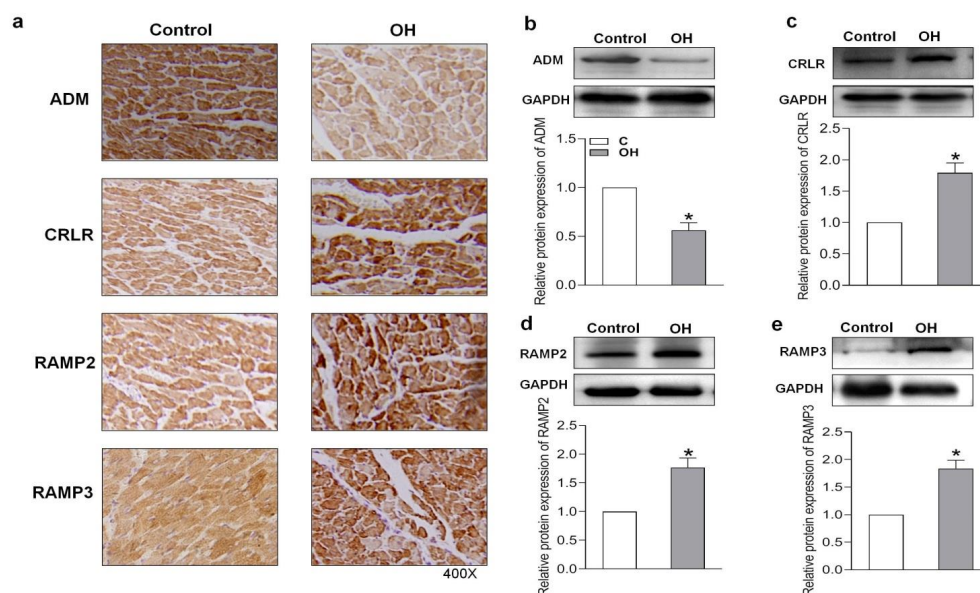 a
Control
OH
ADM
CRLR
RAMP2
RAMP3
400X
b
Control OH
ADM
GAPDH
Relative protein expression of ADM
1.5
1.0
0.5
0.0
C
OH
*
c
Control OH
CRLR
GAPDH
Relative protein expression of CRLR
2.5
2.0
1.5
1.0
0.5
0.0
*
d
Control OH
RAMP2
GAPDH
Relative protein expression of RAMP2
2.5
2.0
1.5
1.0
0.5
0.0
*
e
Control OH
RAMP3
GAPDH
Relative protein expression of RAMP3
2.5
2.0
1.5
1.0
0.5
0.0
*